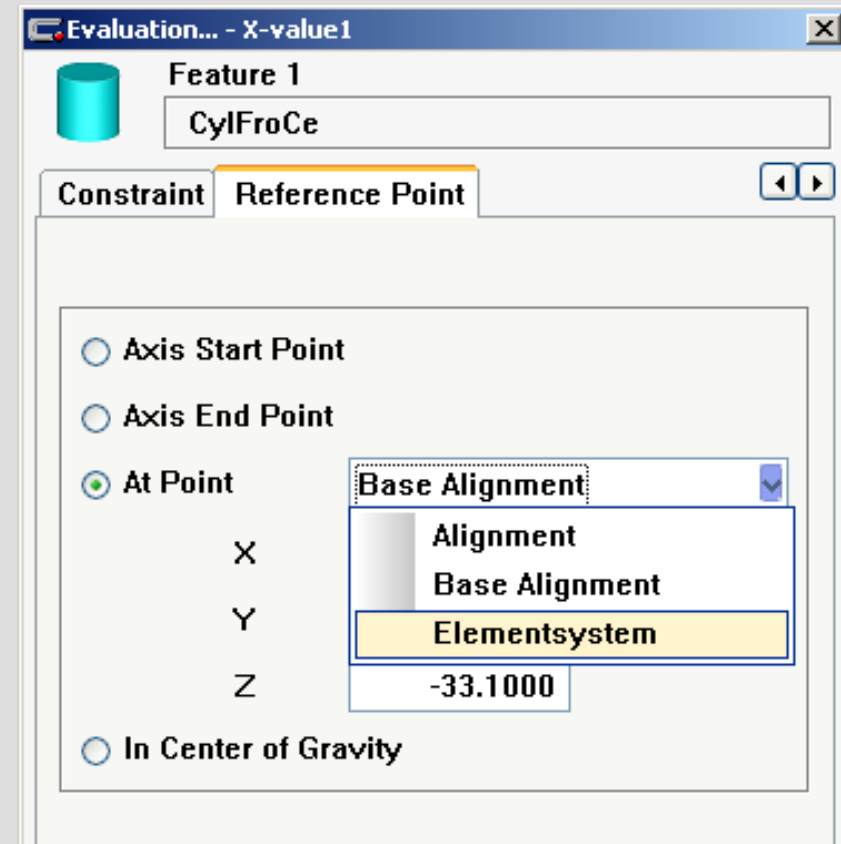 Evaluation... - X-value1
Feature 1
CylFroCe
Constraint Reference Point
Axis Start Point
Axis End Point
At Point Base Alignment
Alignment
X
Base Alignment
Y
Elementsystem
Z -33.1000
In Center of Gravity